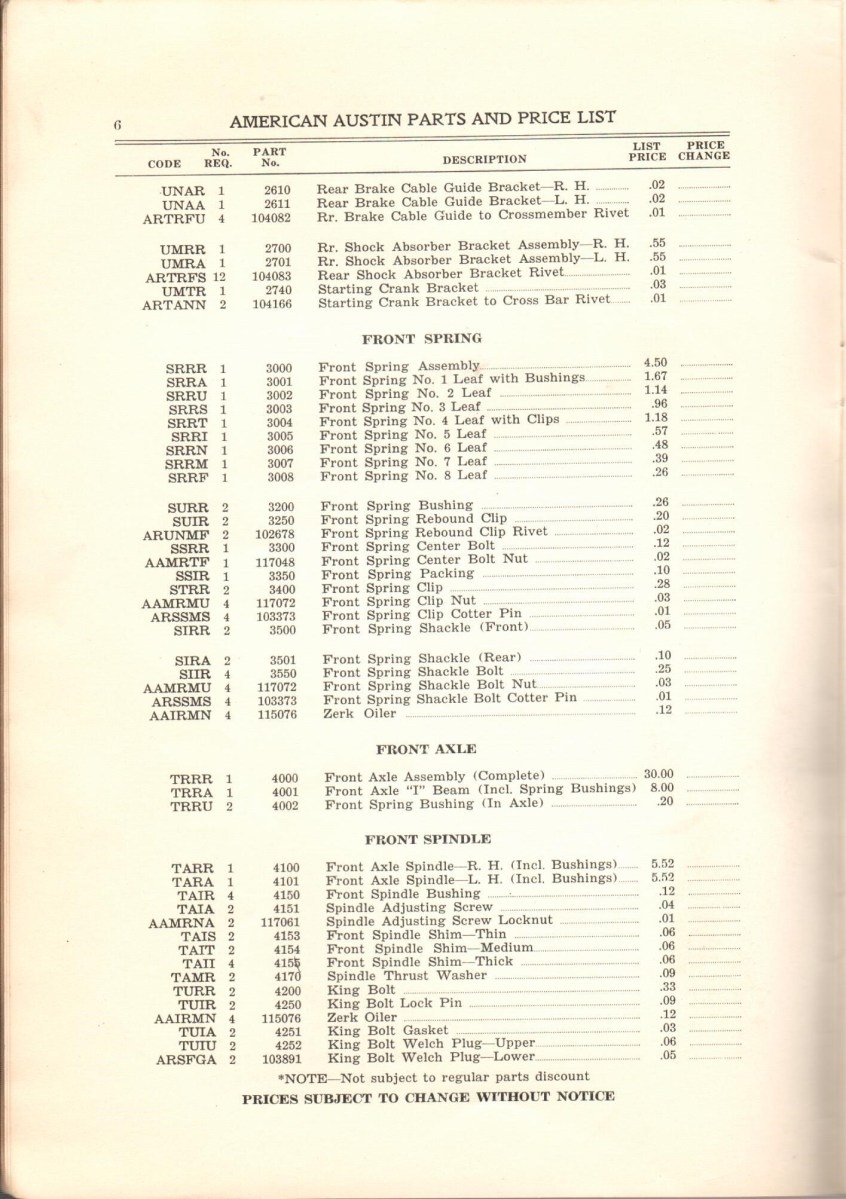 6 AMERICAN AUSTIN PARTS AND PRICE LIST
CODE No. REQ. PART No. DESCRIPTION LIST PRICE PRICE CHANGE
UNAR 1 2610 Rear Brake Cable Guide Bracket—R. H. .02
UNAA 1 2611 Rear Brake Cable Guide Bracket—L. H. .02
ARTRFU 4 104082 Rr. Brake Cable Guide to Crossmember Rivet .01
UMRR 1 2700 Rr. Shock Absorber Bracket Assembly—R. H. .55
UMRA 1 2701 Rr. Shock Absorber Bracket Assembly—L. H. .55
ARTRFS 12 104083 Rear Shock Absorber Bracket Rivet .01
UMTR 1 2740 Starting Crank Bracket .03
ARTANN 2 104166 Starting Crank Bracket to Cross Bar Rivet .01
FRONT SPRING
SRRR 1 3000 Front Spring Assembly 4.50
SRRA 1 3001 Front Spring No. 1 Leaf with Bushings 1.67
SRRU 1 3002 Front Spring No. 2 Leaf 1.14
SRRS 1 3003 Front Spring No. 3 Leaf .96
SRRT 1 3004 Front Spring No. 4 Leaf with Clips 1.18
SRRI 1 3005 Front Spring No. 5 Leaf .57
SRRN 1 3006 Front Spring No. 6 Leaf .48
SRRM 1 3007 Front Spring No. 7 Leaf .39
SRRF 1 3008 Front Spring No. 8 Leaf .26
SURR 2 3200 Front Spring Bushing .26
SUIR 2 3250 Front Spring Rebound Clip .20
ARUNMF 2 102678 Front Spring Rebound Clip Rivet .02
SSRR 1 3300 Front Spring Center Bolt .12
AAMRTF 1 117048 Front Spring Center Bolt Nut .02
SSIR 1 3350 Front Spring Packing .10
STRR 2 3400 Front Spring Clip .28
AAMRMU 4 117072 Front Spring Clip Nut .03
ARSSMS 4 103373 Front Spring Clip Cotter Pin .01
SIRR 2 3500 Front Spring Shackle (Front) .05
SIRA 2 3501 Front Spring Shackle (Rear) .10
SIIR 4 3550 Front Spring Shackle Bolt .25
AAMRMU 4 117072 Front Spring Shackle Bolt Nut .03
ARSSMS 4 103373 Front Spring Shackle Bolt Cotter Pin .01
AAIRMN 4 115076 Zerk Oiler .12
FRONT AXLE
TRRR 1 4000 Front Axle Assembly (Complete) 30.00
TRRA 1 4001 Front Axle "I" Beam (Incl. Spring Bushings) 8.00
TRRU 2 4002 Front Spring Bushing (In Axle) .20
FRONT SPINDLE
TARR 1 4100 Front Axle Spindle—R. H. (Incl. Bushings) 5.52
TARA 1 4101 Front Axle Spindle—L. H. (Incl. Bushings) 5.52
TAIR 4 4150 Front Spindle Bushing .12
TAIA 2 4151 Spindle Adjusting Screw .04
AAMRNA 2 117061 Spindle Adjusting Screw Locknut .01
TAIS 2 4153 Front Spindle Shim—Thin .06
TAIT 2 4154 Front Spindle Shim—Medium .06
TAII 4 4155 Front Spindle Shim—Thick .06
TAMR 2 4170 Spindle Thrust Washer .09
TURR 2 4200 King Bolt .33
TUIR 2 4250 King Bolt Lock Pin .09
AAIRMN 4 115076 Zerk Oiler .12
TUIA 2 4251 King Bolt Gasket .03
TUIU 2 4252 King Bolt Welch Plug—Upper .06
ARSFGA 2 103891 King Bolt Welch Plug—Lower .05
*NOTE—Not subject to regular parts discount
PRICES SUBJECT TO CHANGE WITHOUT NOTICE